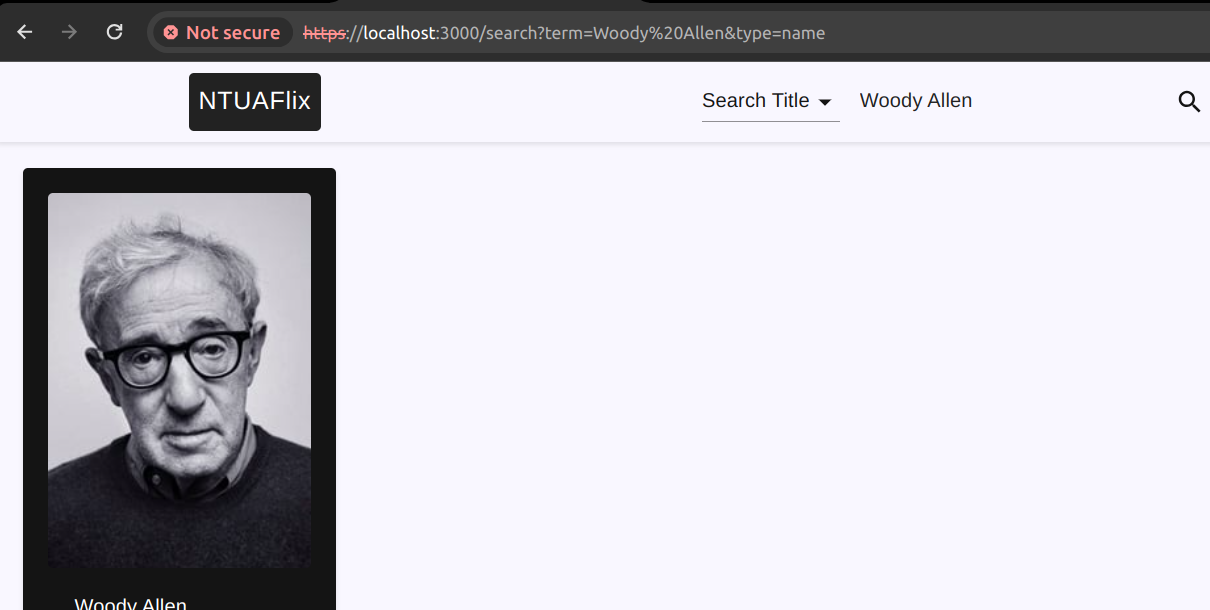 Not secure https://localhost:3000/search?term=Woody%20Allen&type=name
NTUAFlix Search Title Woody Allen
Woody Allen